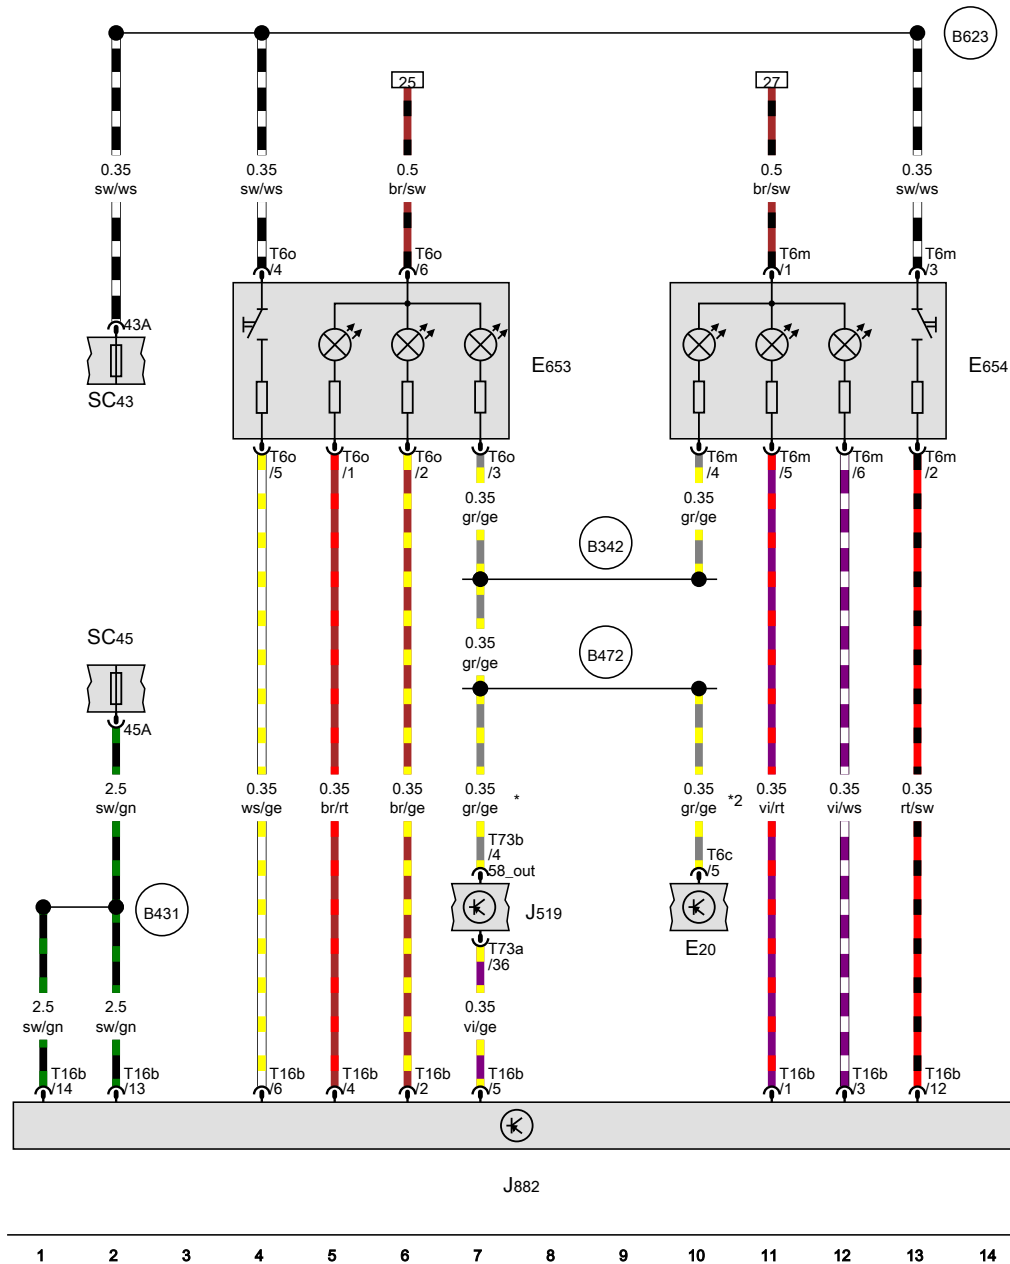 B623
25
27
0.35
sw/ws
0.35
sw/ws
0.5
br/sw
0.5
br/sw
0.35
sw/ws
T6o
/4
T6o
/6
T6m
/1
T6m
/3
43A
SC43
E653
E654
T6o
/5
T6o
/1
T6o
/2
T6o
/3
T6m
/4
T6m
/5
T6m
/6
T6m
/2
0.35
gr/ge
0.35
gr/ge
B342
SC45
0.35
gr/ge
B472
45A
2.5
sw/gn
0.35
ws/ge
0.35
br/rt
0.35
br/ge
0.35
gr/ge
*
0.35
gr/ge
*2
0.35
vi/rt
0.35
vi/ws
0.35
rt/sw
T73b
/4
58_out
T6c
/5
B431
J519
E20
T73a
/36
2.5
sw/gn
2.5
sw/gn
0.35
vi/ge
T16b
/14
T16b
/13
T16b
/6
T16b
/4
T16b
/2
T16b
/5
T16b
/1
T16b
/3
T16b
/12
J882
1 2 3 4 5 6 7 8 9 10 11 12 13 14